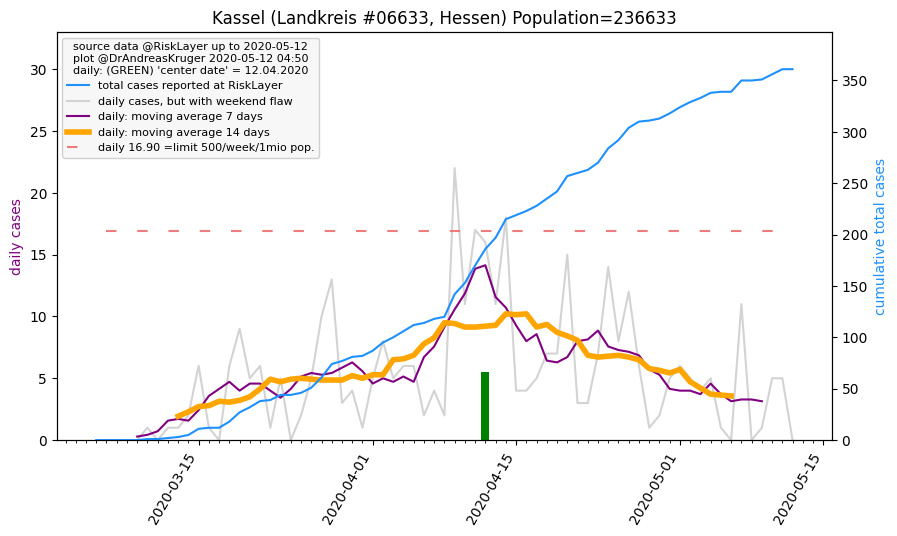 Kassel (Landkreis #06633, Hessen) Population=236633
source data @RiskLayer up to 2020-05-12
plot @DrAndreasKruger 2020-05-12 04:50
daily: (GREEN) 'center date' = 12.04.2020
total cases reported at RiskLayer
daily cases, but with weekend flaw
daily: moving average 7 days
daily: moving average 14 days
daily 16.90 =limit 500/week/1mio pop.
daily cases
30
25
20
15
10
5
0
cumulative total cases
350
300
250
200
150
100
50
0
2020-03-15
2020-04-01
2020-04-15
2020-05-01
2020-05-15